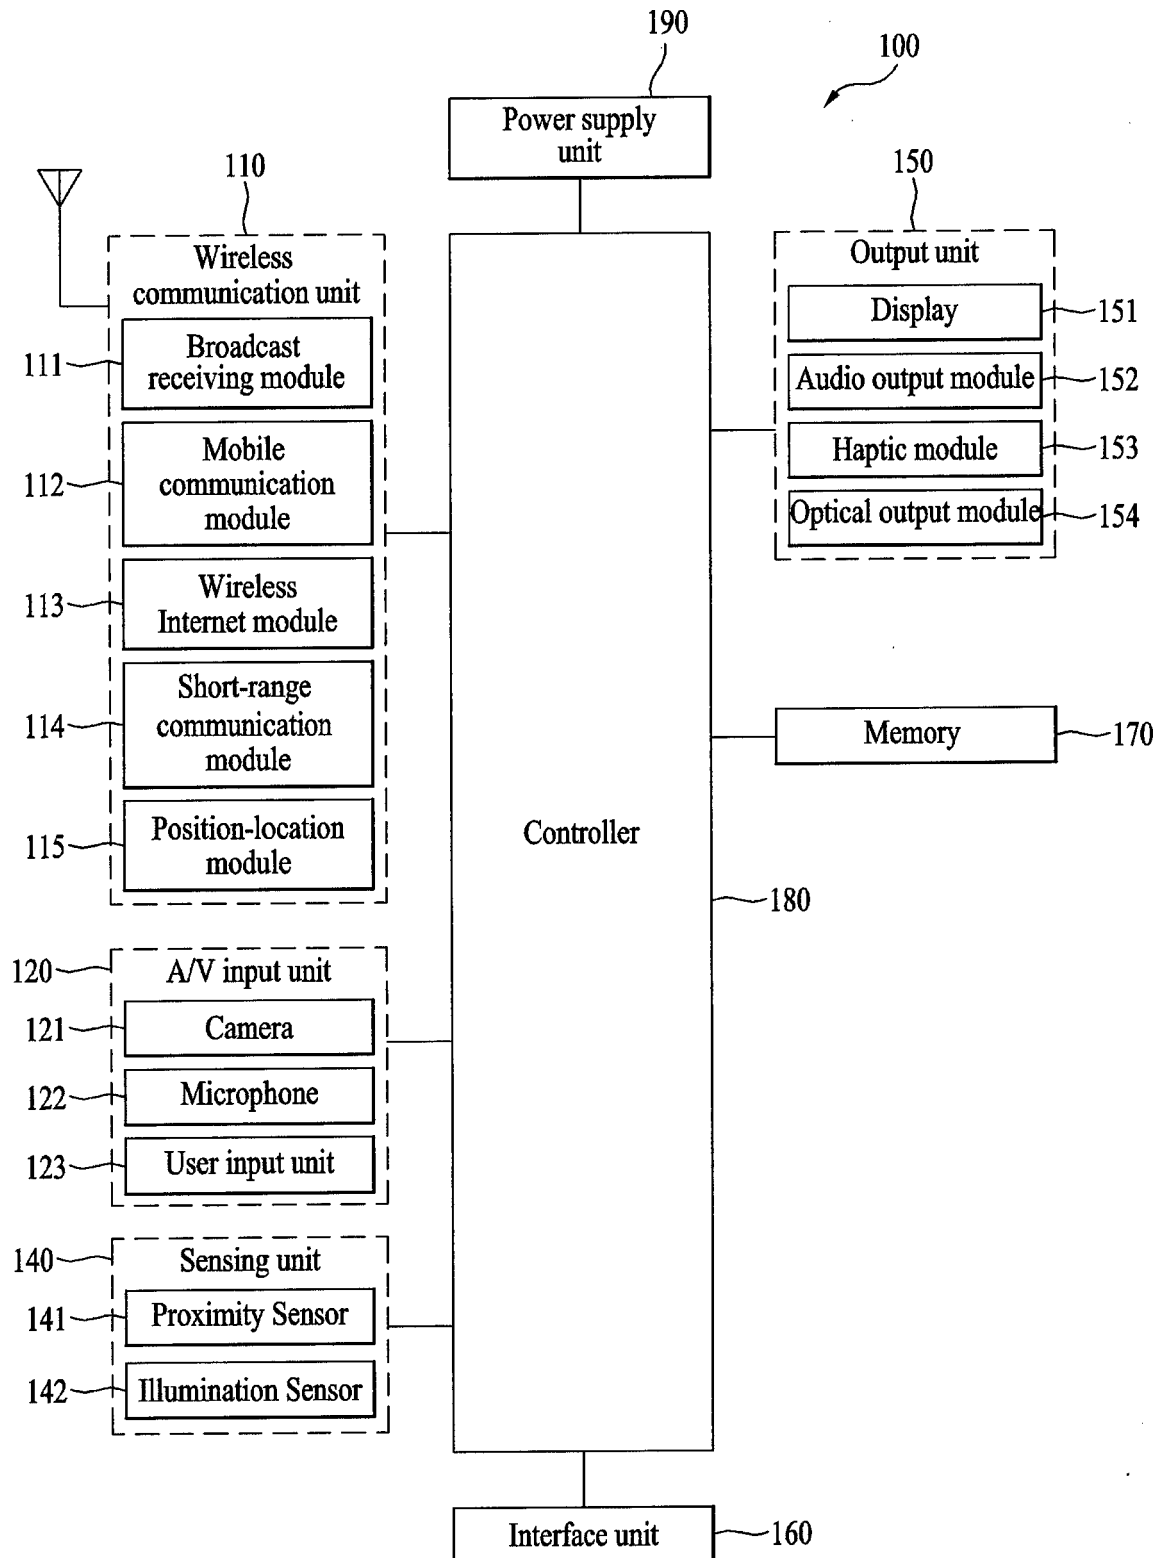 190
100
Power supply
unit
110
Wireless
communication unit
111
Broadcast
receiving module
112
Mobile
communication
module
113
Wireless
Internet module
114
Short-range
communication
module
115
Position-location
module
120
A/V input unit
121
Camera
122
Microphone
123
User input unit
140
Sensing unit
141
Proximity Sensor
142
Illumination Sensor
Controller
180
150
Output unit
Display
151
Audio output module
152
Haptic module
153
Optical output module
154
Memory
170
Interface unit
160